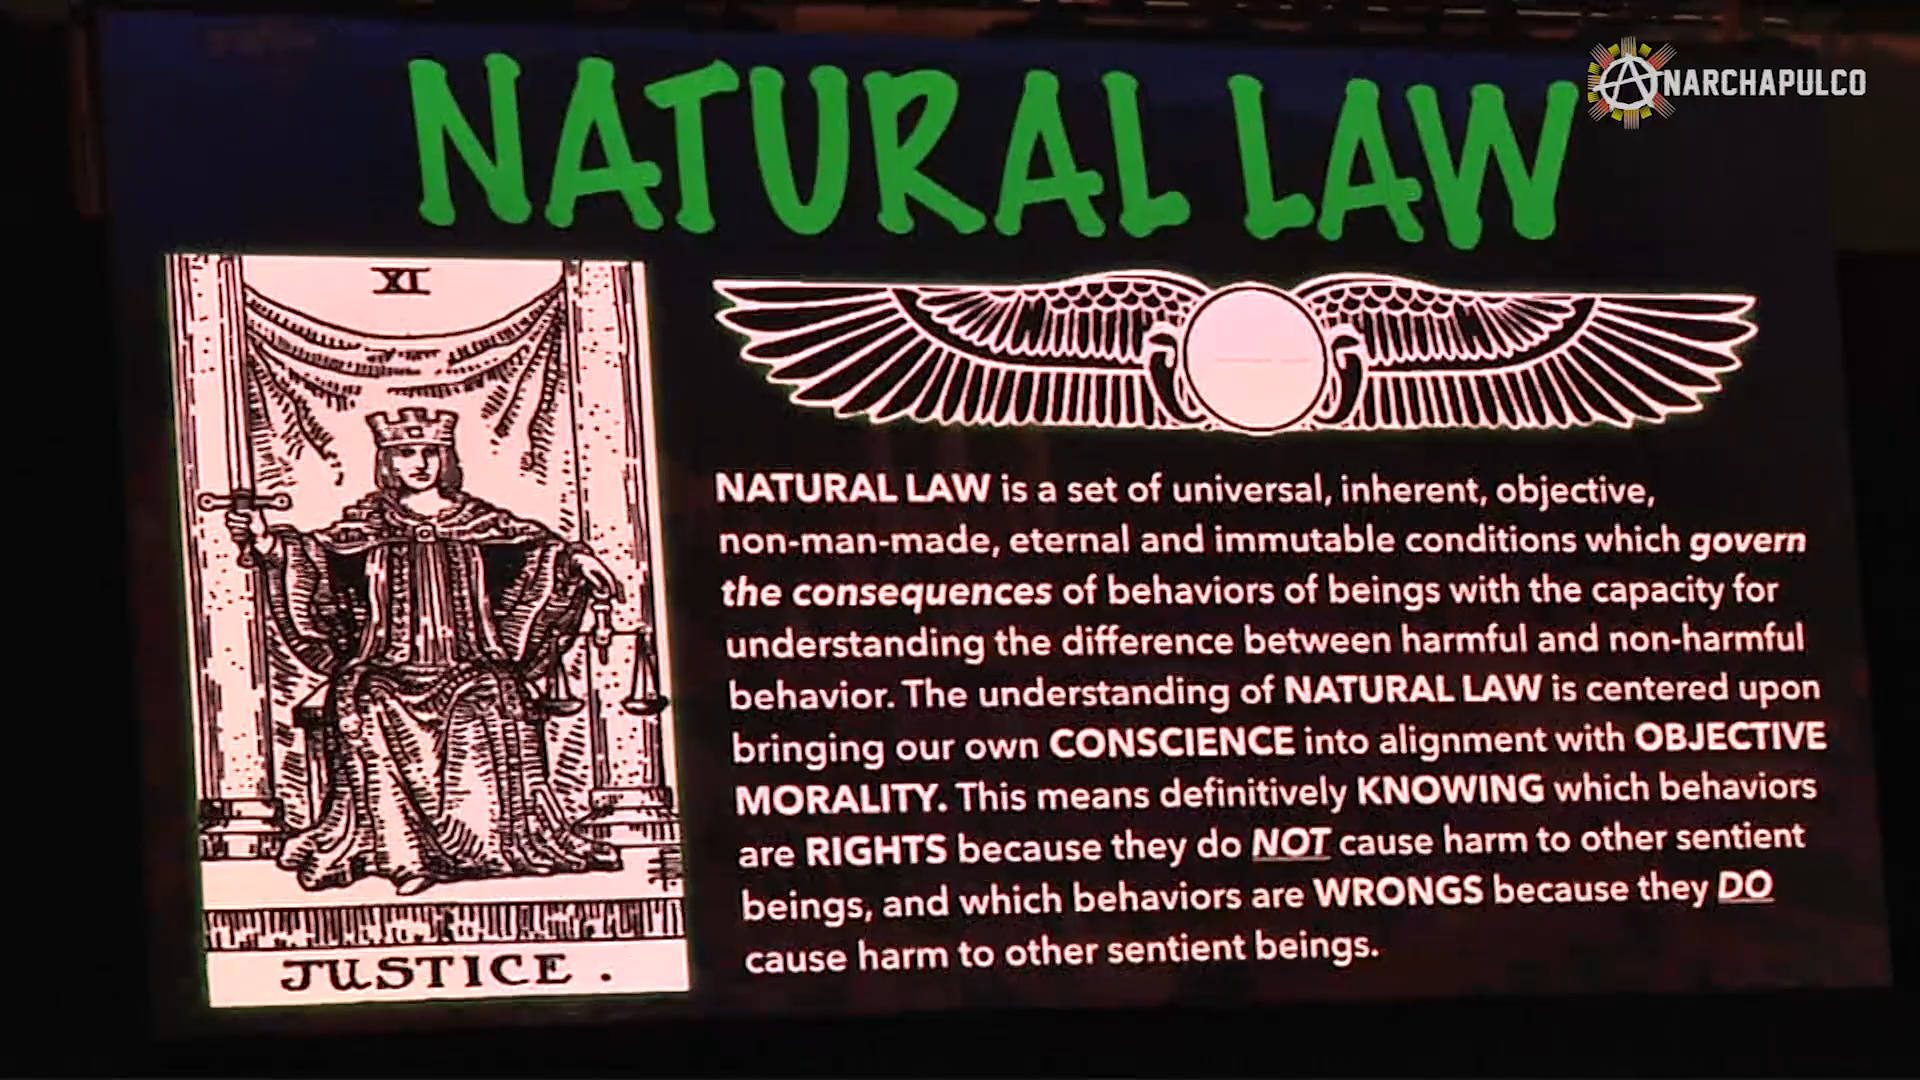 NATURAL LAW
ANARCHAPULCO
XI
NATURAL LAW is a set of universal, inherent, objective,
non-man-made, eternal and immutable conditions which govern
the consequences of behaviors of beings with the capacity for
understanding the difference between harmful and non-harmful
behavior. The understanding of NATURAL LAW is centered upon
bringing our own CONSCIENCE into alignment with OBJECTIVE
MORALITY. This means definitively KNOWING which behaviors
are RIGHTS because they do NOT cause harm to other sentient
beings, and which behaviors are WRONGS because they DO
cause harm to other sentient beings.
JUSTICE.